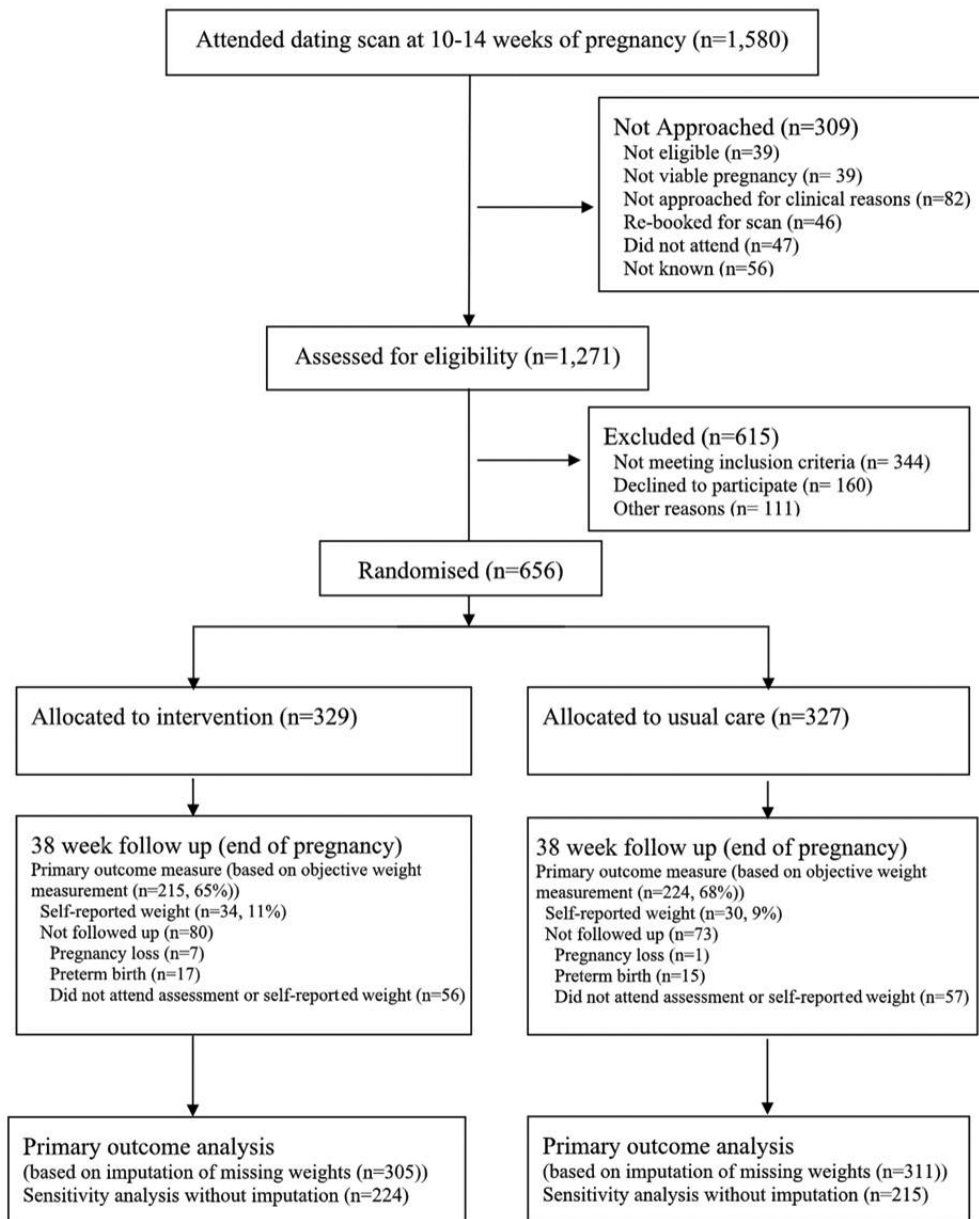 Attended dating scan at 10-14 weeks of pregnancy (n=1,580)
Not Approached (n=309)
Not eligible (n=39)
Not viable pregnancy (n= 39)
Not approached for clinical reasons (n=82)
Re-booked for scan (n=46)
Did not attend (n=47)
Not known (n=56)
Assessed for eligibility (n=1,271)
Excluded (n=615)
Not meeting inclusion criteria (n= 344)
Declined to participate (n= 160)
Other reasons (n= 111)
Randomised (n=656)
Allocated to intervention (n=329)
Allocated to usual care (n=327)
38 week follow up (end of pregnancy)
Primary outcome measure (based on objective weight
measurement (n=215, 65%))
Self-reported weight (n=34, 11%)
Not followed up (n=80)
Pregnancy loss (n=7)
Preterm birth (n=17)
Did not attend assessment or self-reported weight (n=56)
38 week follow up (end of pregnancy)
Primary outcome measure (based on objective weight
measurement (n=224, 68%))
Self-reported weight (n=30, 9%)
Not followed up (n=73)
Pregnancy loss (n=1)
Preterm birth (n=15)
Did not attend assessment or self-reported weight (n=57)
Primary outcome analysis
(based on imputation of missing weights (n=305))
Sensitivity analysis without imputation (n=224)
Primary outcome analysis
(based on imputation of missing weights (n=311))
Sensitivity analysis without imputation (n=215)